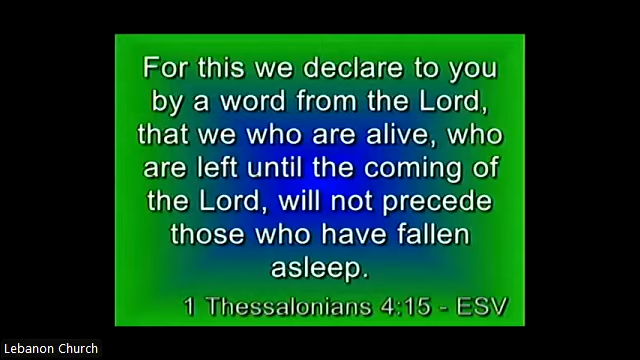 For this we declare to you
by a word from the Lord,
that we who are alive, who
are left until the coming of
the Lord, will not precede
those who have fallen
asleep.
1 Thessalonians 4:15 - ESV
Lebanon Church